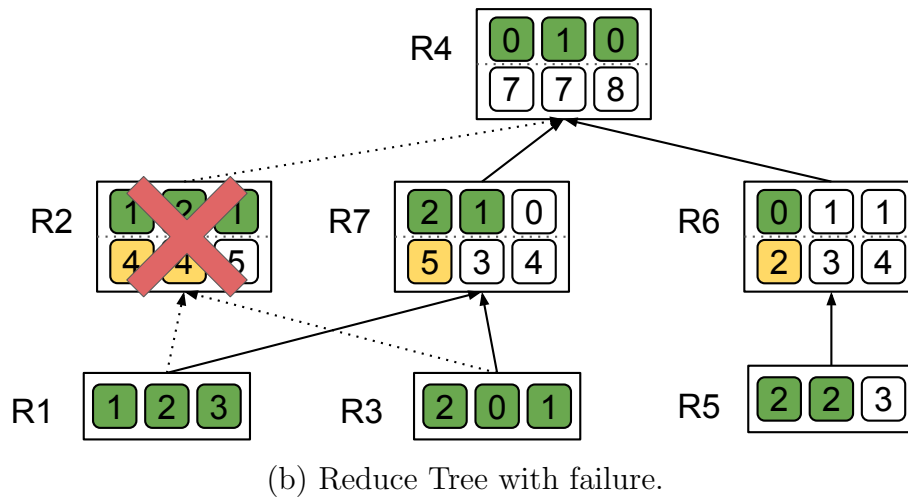 R4 0 1 0
7 7 8
R2 1 2 1
4 4 5
R7 2 1 0
5 3 4
R6 0 1 1
2 3 4
R1 1 2 3
R3 2 0 1
R5 2 2 3
(b) Reduce Tree with failure.